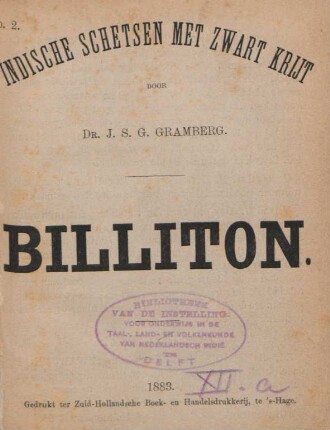 o. 2.
INDISCHE SCHETSEN MET ZWART KRIJT
DOOR
DR. J. S. G. GRAMBERG.
BILLITON.
BIBLIOTHEEK
VAN DE INSTELLING
VOOR ONDERWIJS IN DE
TAAL-, LAND- EN VOLKENKUNDE
VAN NEDERLANDSCH INDIË
TE
DELFT
1883.
XII-a
Gedrukt ter Zuid-Hollandsche Boek- en Handelsdrukkerij, te 's-Hage.